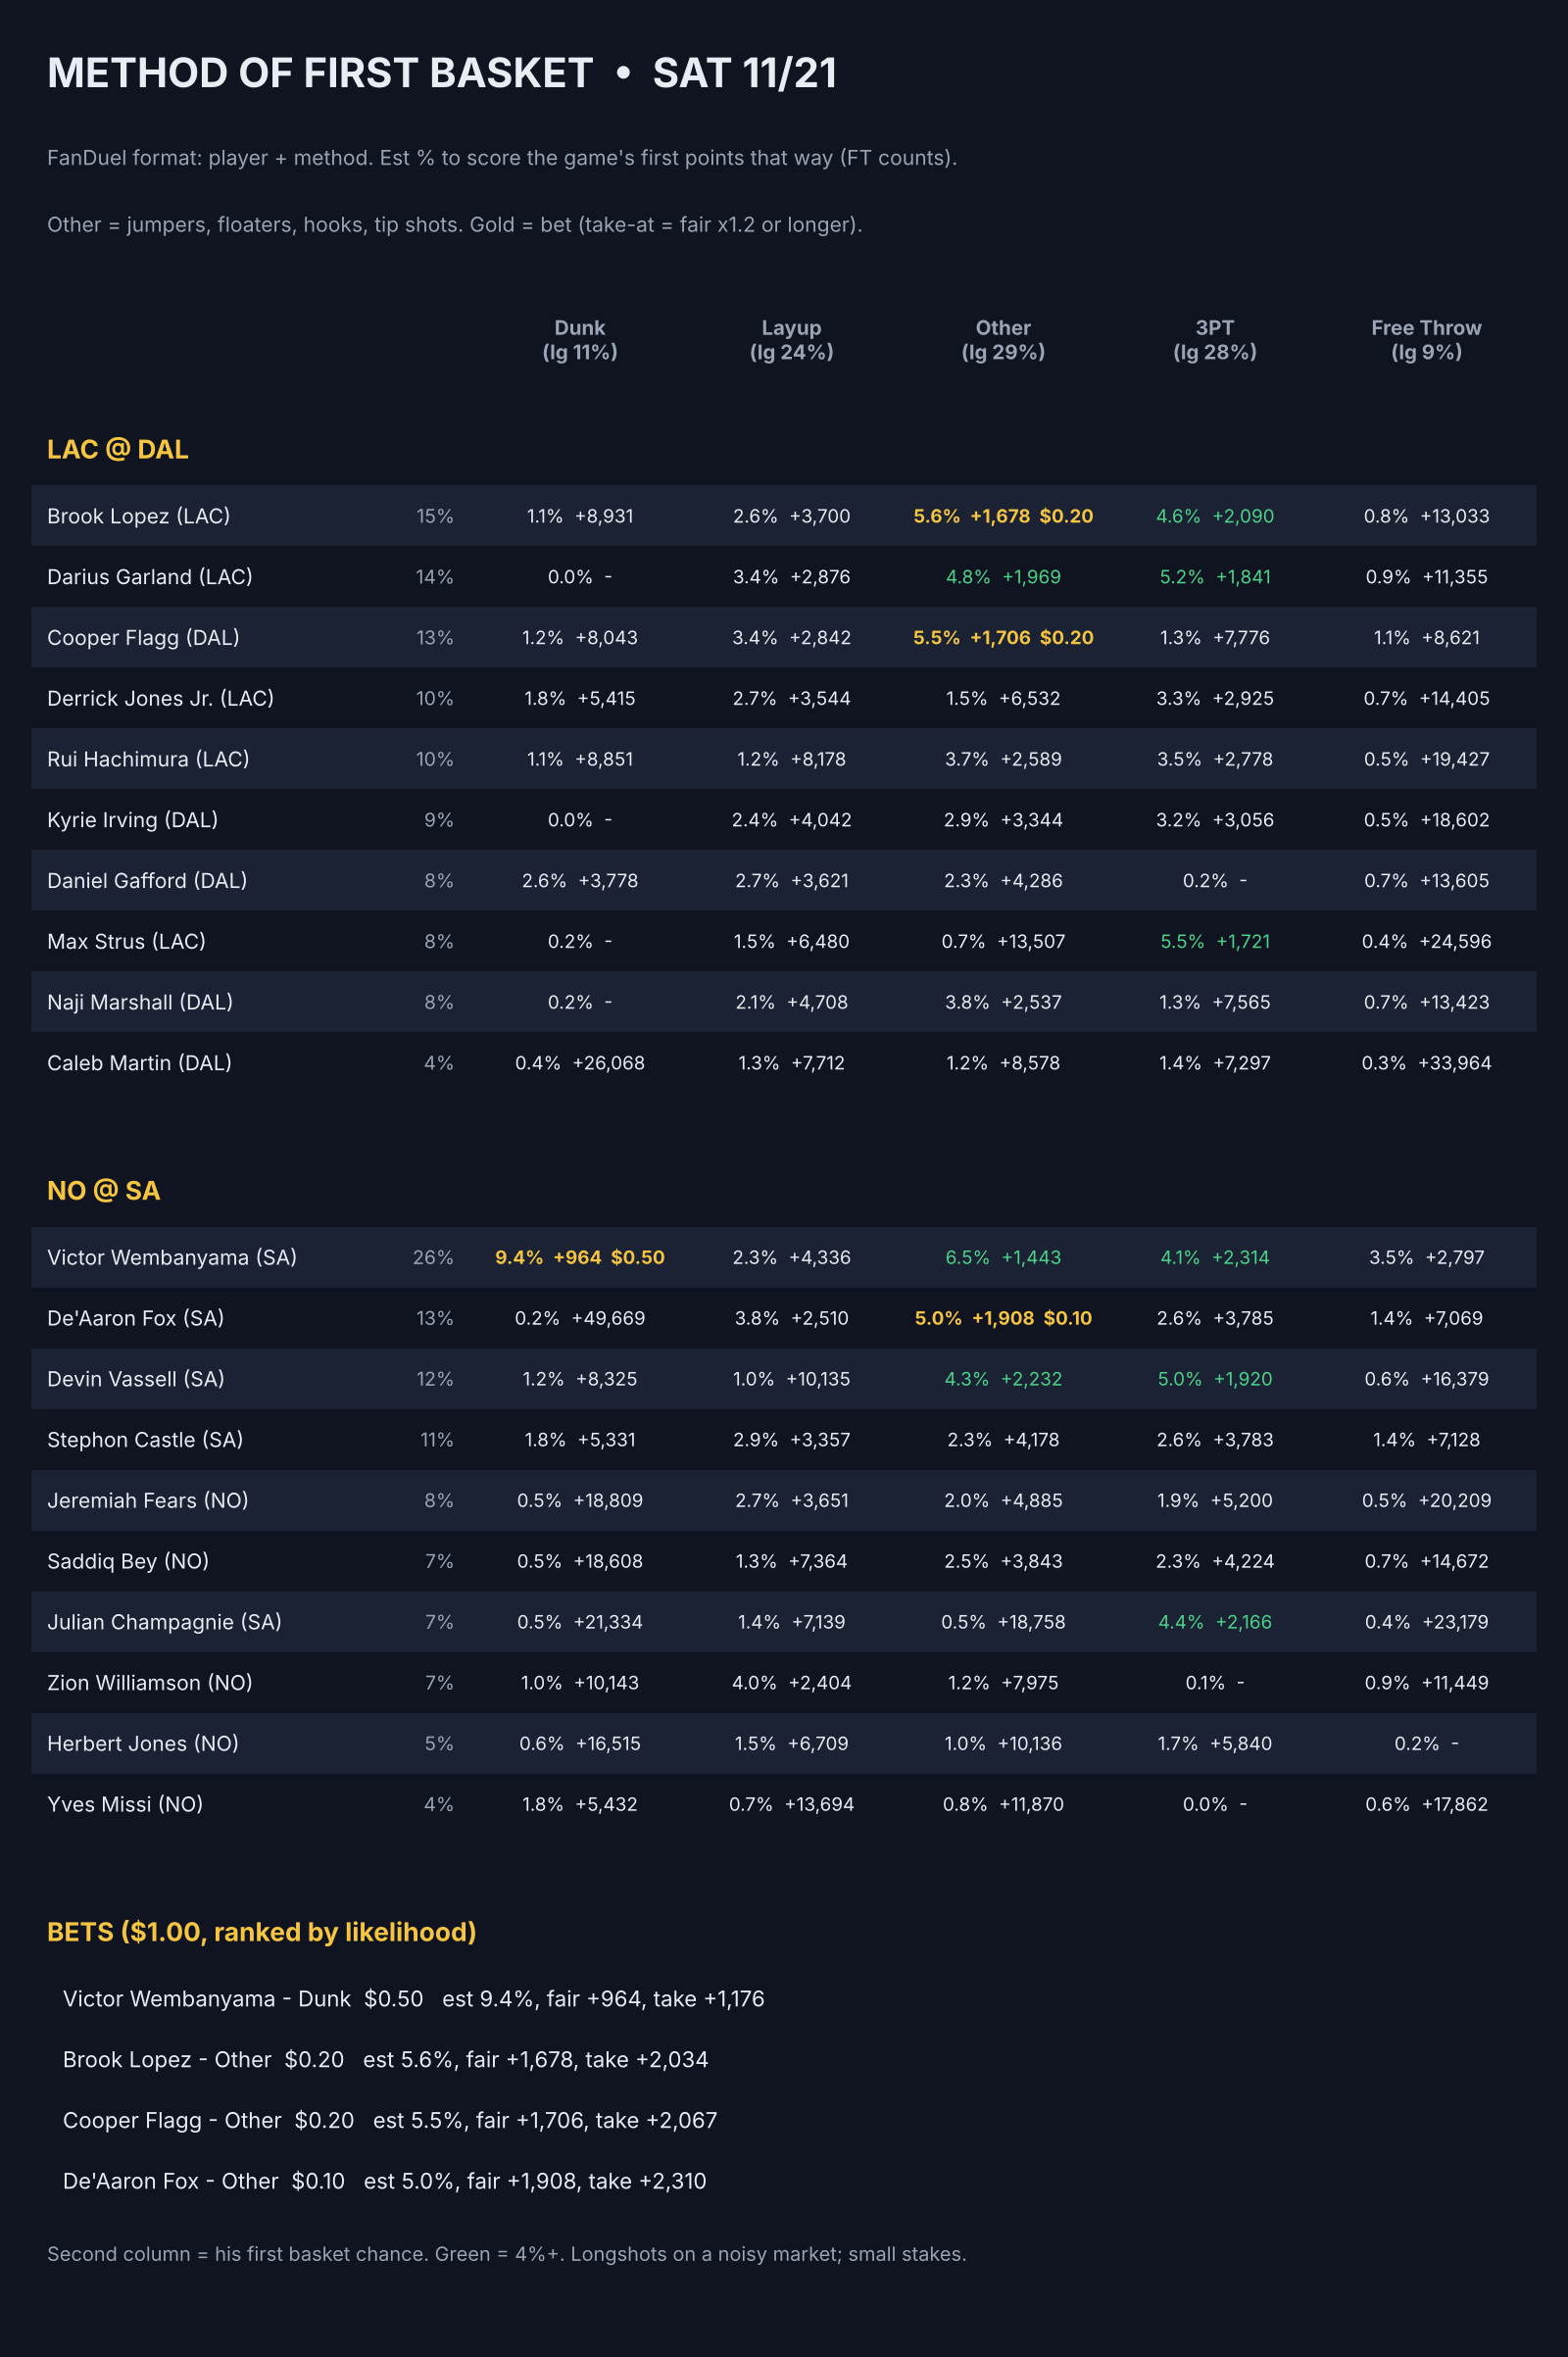 METHOD OF FIRST BASKET • SAT 11/21
FanDuel format: player + method. Est % to score the game's first points that way (FT counts).
Other = jumpers, floaters, hooks, tip shots. Gold = bet (take-at = fair x1.2 or longer).
Dunk Layup Other 3PT Free Throw
(lg 11%) (lg 24%) (lg 29%) (lg 28%) (lg 9%)
LAC @ DAL
Brook Lopez (LAC) 15% 1.1% +8,931 2.6% +3,700 5.6% +1,678 $0.20 4.6% +2,090 0.8% +13,033
Darius Garland (LAC) 14% 0.0% - 3.4% +2,876 4.8% +1,969 5.2% +1,841 0.9% +11,355
Cooper Flagg (DAL) 13% 1.2% +8,043 3.4% +2,842 5.5% +1,706 $0.20 1.3% +7,776 1.1% +8,621
Derrick Jones Jr. (LAC) 10% 1.8% +5,415 2.7% +3,544 1.5% +6,532 3.3% +2,925 0.7% +14,405
Rui Hachimura (LAC) 10% 1.1% +8,851 1.2% +8,178 3.7% +2,589 3.5% +2,778 0.5% +19,427
Kyrie Irving (DAL) 9% 0.0% - 2.4% +4,042 2.9% +3,344 3.2% +3,056 0.5% +18,602
Daniel Gafford (DAL) 8% 2.6% +3,778 2.7% +3,621 2.3% +4,286 0.2% - 0.7% +13,605
Max Strus (LAC) 8% 0.2% - 1.5% +6,480 0.7% +13,507 5.5% +1,721 0.4% +24,596
Naji Marshall (DAL) 8% 0.2% - 2.1% +4,708 3.8% +2,537 1.3% +7,565 0.7% +13,423
Caleb Martin (DAL) 4% 0.4% +26,068 1.3% +7,712 1.2% +8,578 1.4% +7,297 0.3% +33,964
NO @ SA
Victor Wembanyama (SA) 26% 9.4% +964 $0.50 2.3% +4,336 6.5% +1,443 4.1% +2,314 3.5% +2,797
De'Aaron Fox (SA) 13% 0.2% +49,669 3.8% +2,510 5.0% +1,908 $0.10 2.6% +3,785 1.4% +7,069
Devin Vassell (SA) 12% 1.2% +8,325 1.0% +10,135 4.3% +2,232 5.0% +1,920 0.6% +16,379
Stephon Castle (SA) 11% 1.8% +5,331 2.9% +3,357 2.3% +4,178 2.6% +3,783 1.4% +7,128
Jeremiah Fears (NO) 8% 0.5% +18,809 2.7% +3,651 2.0% +4,885 1.9% +5,200 0.5% +20,209
Saddiq Bey (NO) 7% 0.5% +18,608 1.3% +7,364 2.5% +3,843 2.3% +4,224 0.7% +14,672
Julian Champagnie (SA) 7% 0.5% +21,334 1.4% +7,139 0.5% +18,758 4.4% +2,166 0.4% +23,179
Zion Williamson (NO) 7% 1.0% +10,143 4.0% +2,404 1.2% +7,975 0.1% - 0.9% +11,449
Herbert Jones (NO) 5% 0.6% +16,515 1.5% +6,709 1.0% +10,136 1.7% +5,840 0.2% -
Yves Missi (NO) 4% 1.8% +5,432 0.7% +13,694 0.8% +11,870 0.0% - 0.6% +17,862
BETS ($1.00, ranked by likelihood)
Victor Wembanyama - Dunk $0.50 est 9.4%, fair +964, take +1,176
Brook Lopez - Other $0.20 est 5.6%, fair +1,678, take +2,034
Cooper Flagg - Other $0.20 est 5.5%, fair +1,706, take +2,067
De'Aaron Fox - Other $0.10 est 5.0%, fair +1,908, take +2,310
Second column = his first basket chance. Green = 4%+. Longshots on a noisy market; small stakes.